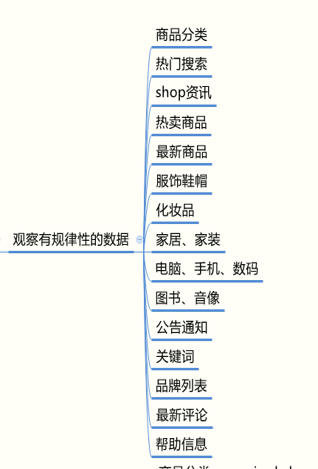 商品分类
热门搜索
shop资讯
热卖商品
最新商品
服饰鞋帽
化妆品
观察有规律性的数据
家居、家装
电脑、手机、数码
图书、音像
公告通知
关键词
品牌列表
最新评论
帮助信息